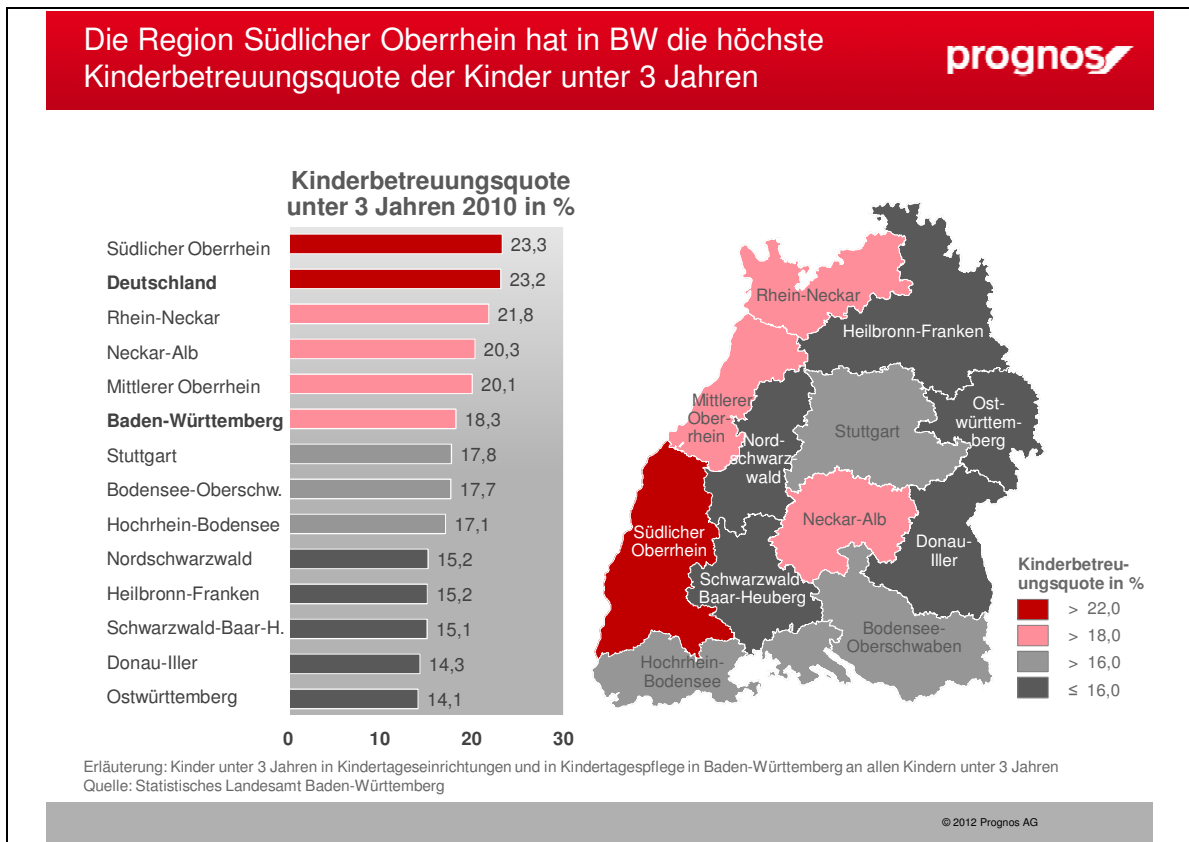 Die Region Südlicher Oberrhein hat in BW die höchste
Kinderbetreuungsquote der Kinder unter 3 Jahren
prognos
Kinderbetreuungsquote
unter 3 Jahren 2010 in %
Südlicher Oberrhein 23,3
Deutschland 23,2
Rhein-Neckar 21,8
Neckar-Alb 20,3
Mittlerer Oberrhein 20,1
Baden-Württemberg 18,3
Stuttgart 17,8
Bodensee-Oberschw. 17,7
Hochrhein-Bodensee 17,1
Nordschwarzwald 15,2
Heilbronn-Franken 15,2
Schwarzwald-Baar-H. 15,1
Donau-Iller 14,3
Ostwürttemberg 14,1
0 10 20 30
Rhein-Neckar
Heilbronn-Franken
Mittlerer
Ober-
rhein
Nord-
schwarz-
wald
Stuttgart
Ost-
württem-
berg
Südlicher
Oberrhein
Neckar-Alb
Donau-
Iller
Schwarzwald
Baar-Heuberg
Bodensee-
Oberschwaben
Hochrhein-
Bodensee
Kinderbetreu-
ungsquote in %
> 22,0
> 18,0
> 16,0
≤ 16,0
Erläuterung: Kinder unter 3 Jahren in Kindertageseinrichtungen und in Kindertagespflege in Baden-Württemberg an allen Kindern unter 3 Jahren
Quelle: Statistisches Landesamt Baden-Württemberg
© 2012 Prognos AG